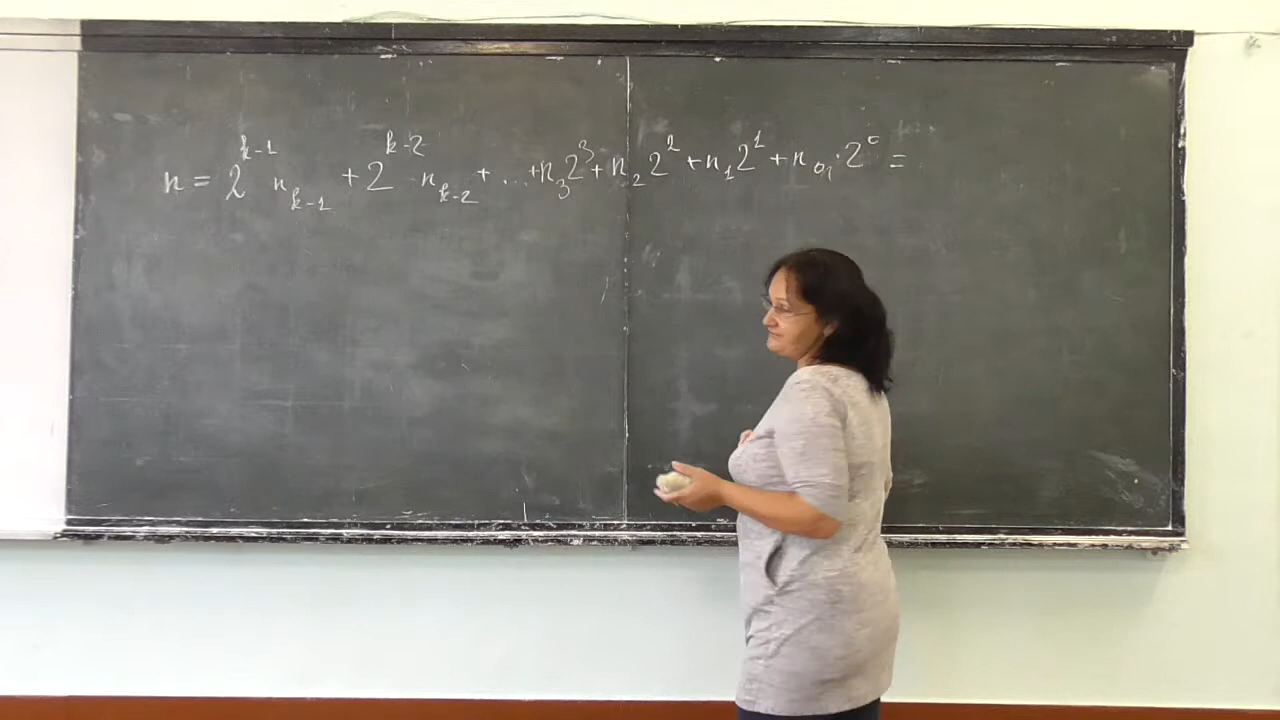 n = 2^{k-1} n_{k-1} + 2^{k-2} · n_{k-2} + ... + n_3 2^3 + n_2 2^2 + n_1 2^1 + n_0 · 2^0 =